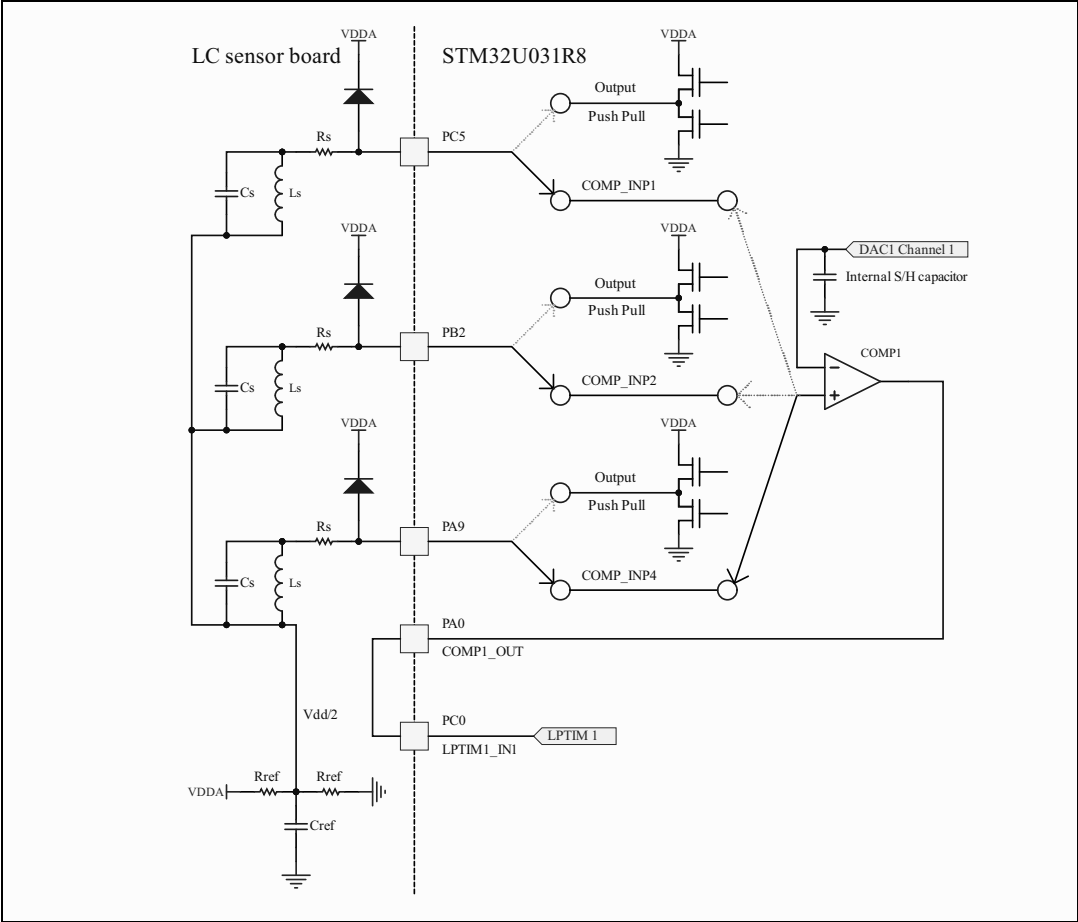 VDDA
VDDA
LC sensor board
STM32U031R8
Output
Push Pull
Rs
PC5
Cs
Ls
COMP_INP1
VDDA
VDDA
DAC1 Channel 1
Internal S/H capacitor
Output
Push Pull
Rs
PB2
COMP1
Cs
Ls
COMP_INP2
VDDA
VDDA
Output
Push Pull
Rs
PA9
Cs
Ls
COMP_INP4
PA0
COMP1_OUT
Vdd/2
PC0
LPTIM1_IN1
LPTIM 1
Rref
Rref
VDDA
Cref